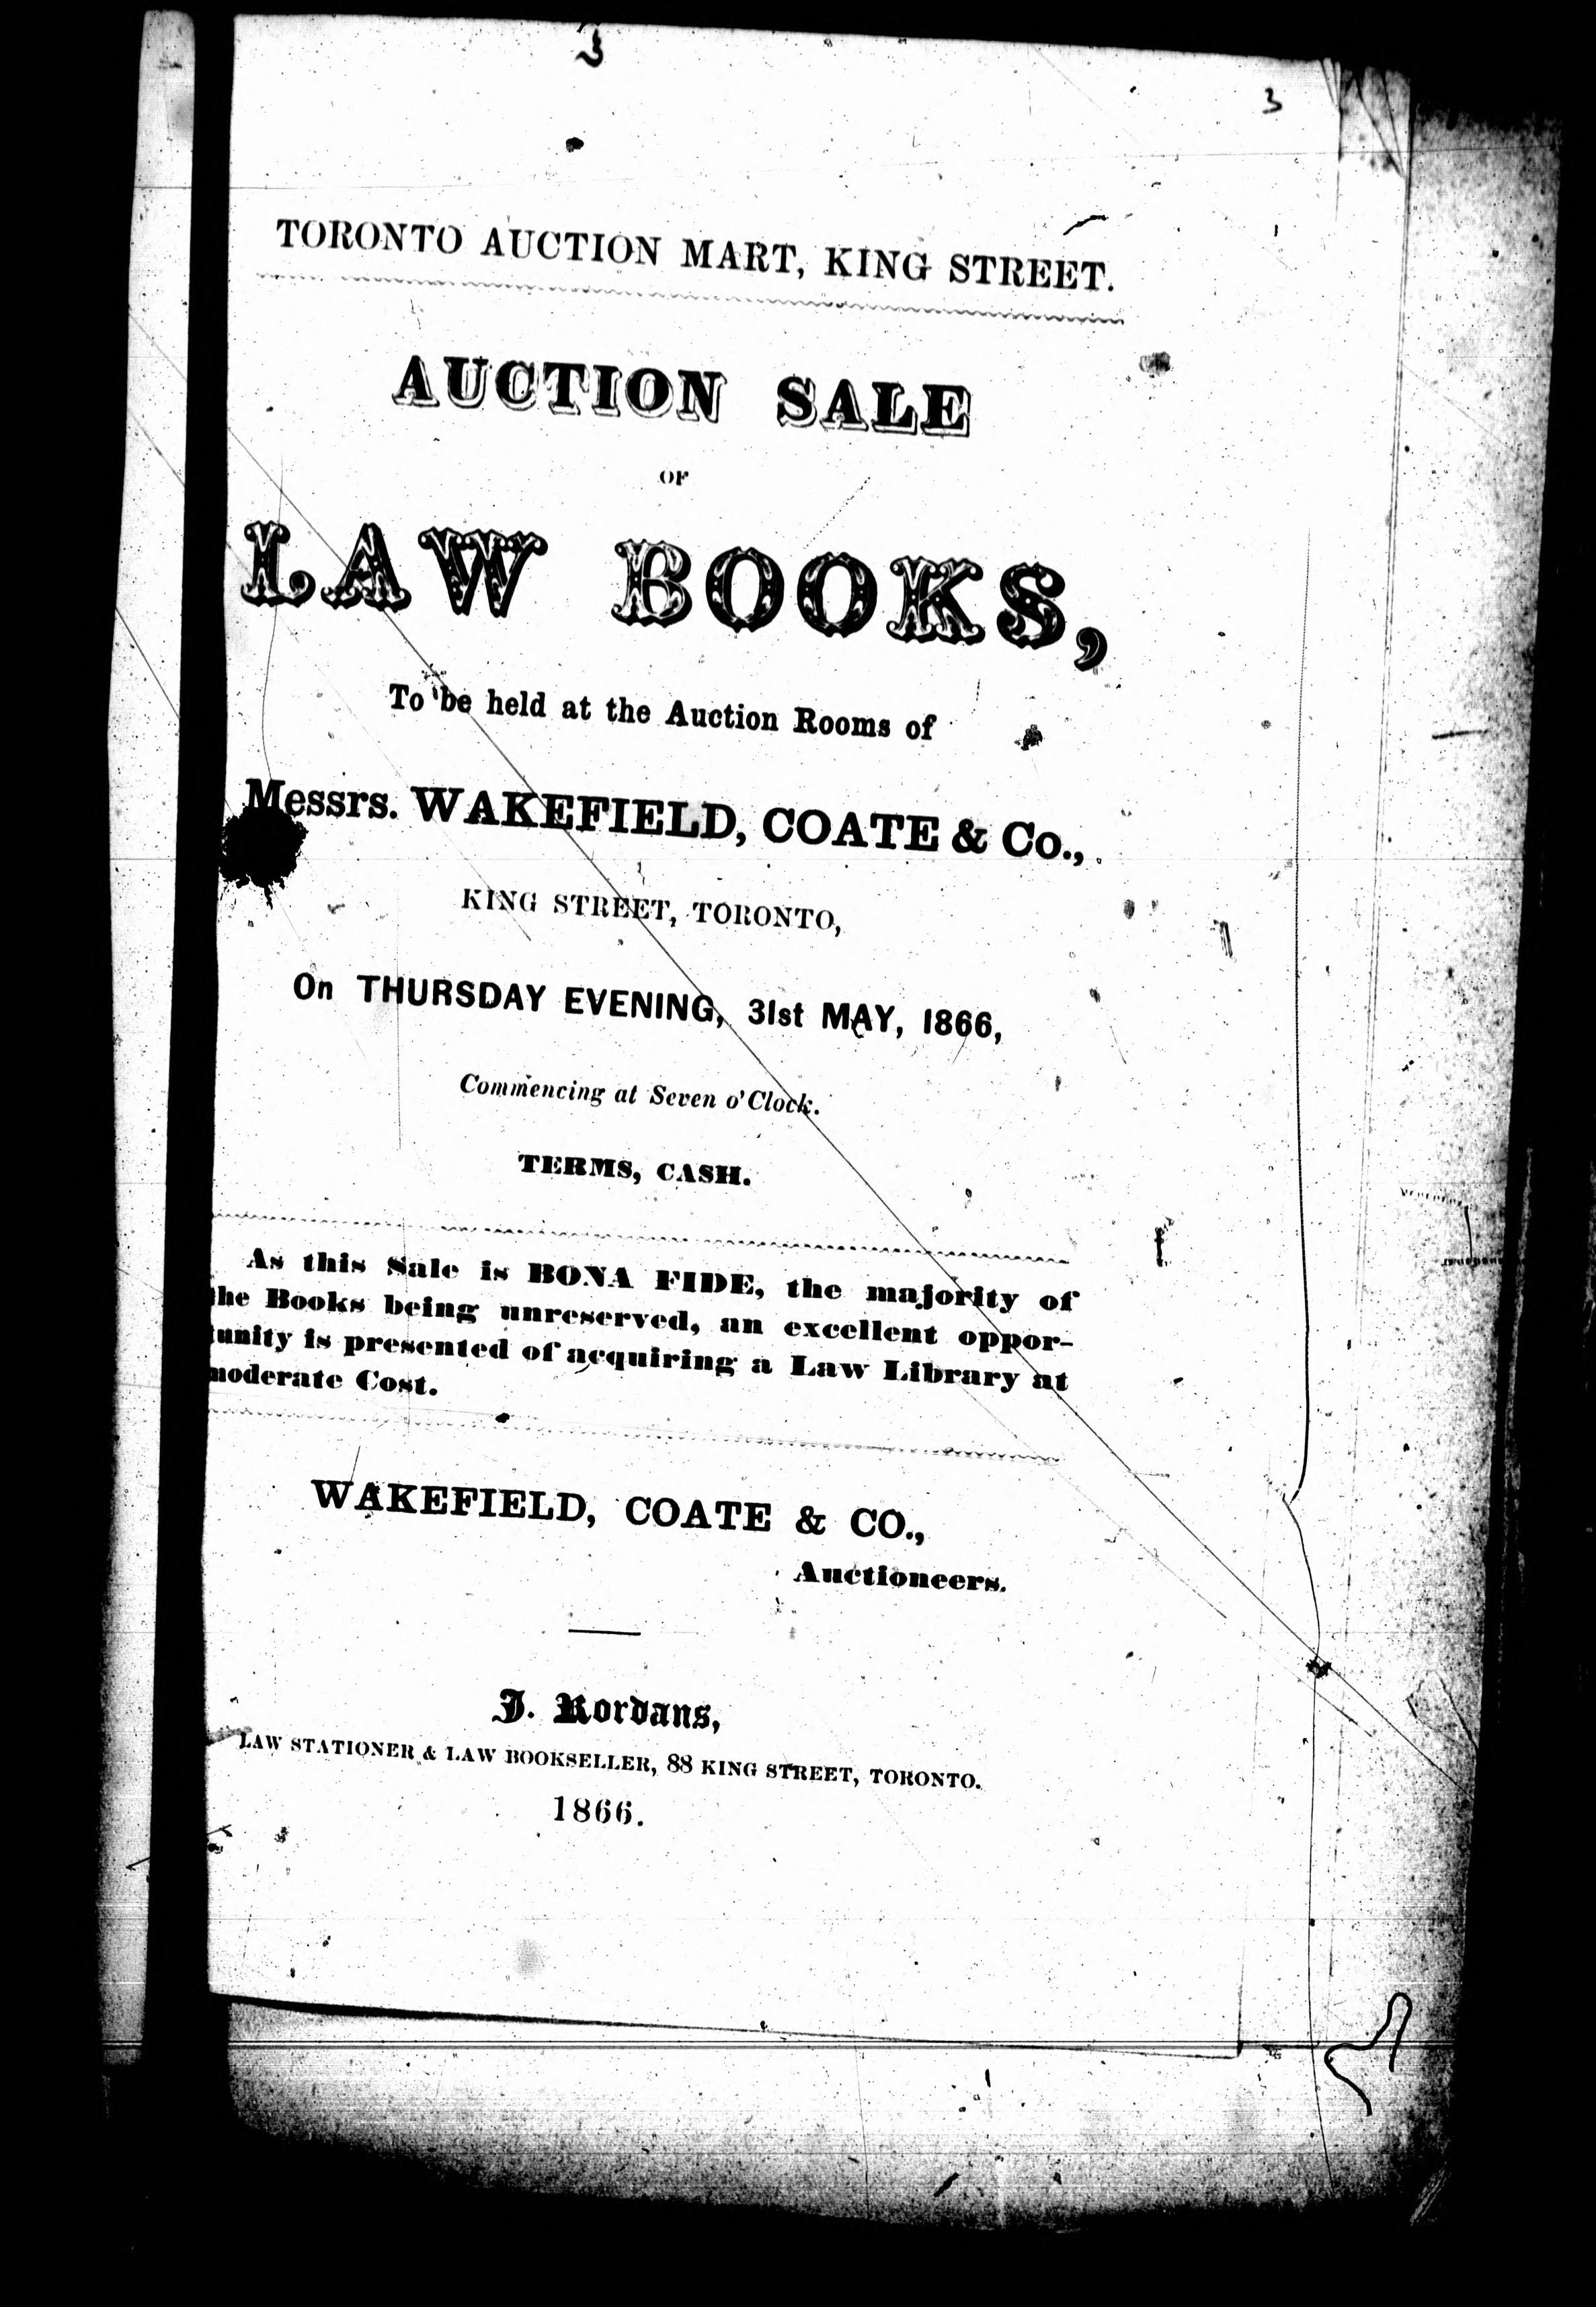 3
3
TORONTO AUCTION MART, KING STREET.
AUCTION SALE
OF
LAW BOOKS,
To be held at the Auction Rooms of
Messrs. WAKEFIELD, COATE & Co.,
KING STREET, TORONTO,
On THURSDAY EVENING, 31st MAY, 1866,
Commencing at Seven o'Clock.
TERMS, CASH.
As this Sale is BONA FIDE, the majority of
the Books being unreserved, an excellent oppor-
tunity is presented of acquiring a Law Library at
moderate Cost.
WAKEFIELD, COATE & CO.,
Auctioneers.
J. Rordans,
LAW STATIONER & LAW BOOKSELLER, 88 KING STREET, TORONTO.
1866.